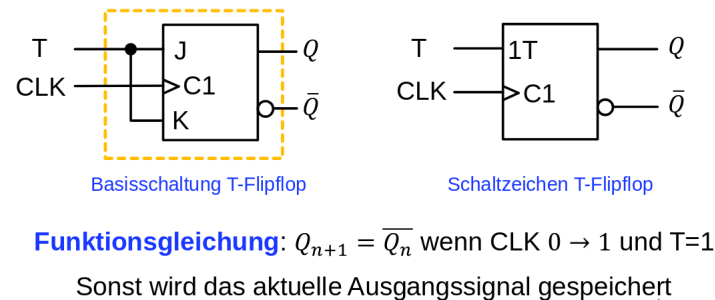 T J Q T 1T Q
CLK C1 Q̅ CLK C1 Q̅
K
Basisschaltung T-Flipflop Schaltzeichen T-Flipflop
Funktionsgleichung: Qₙ₊₁ = Q̅ₙ̅ wenn CLK 0 → 1 und T=1
Sonst wird das aktuelle Ausgangssignal gespeichert